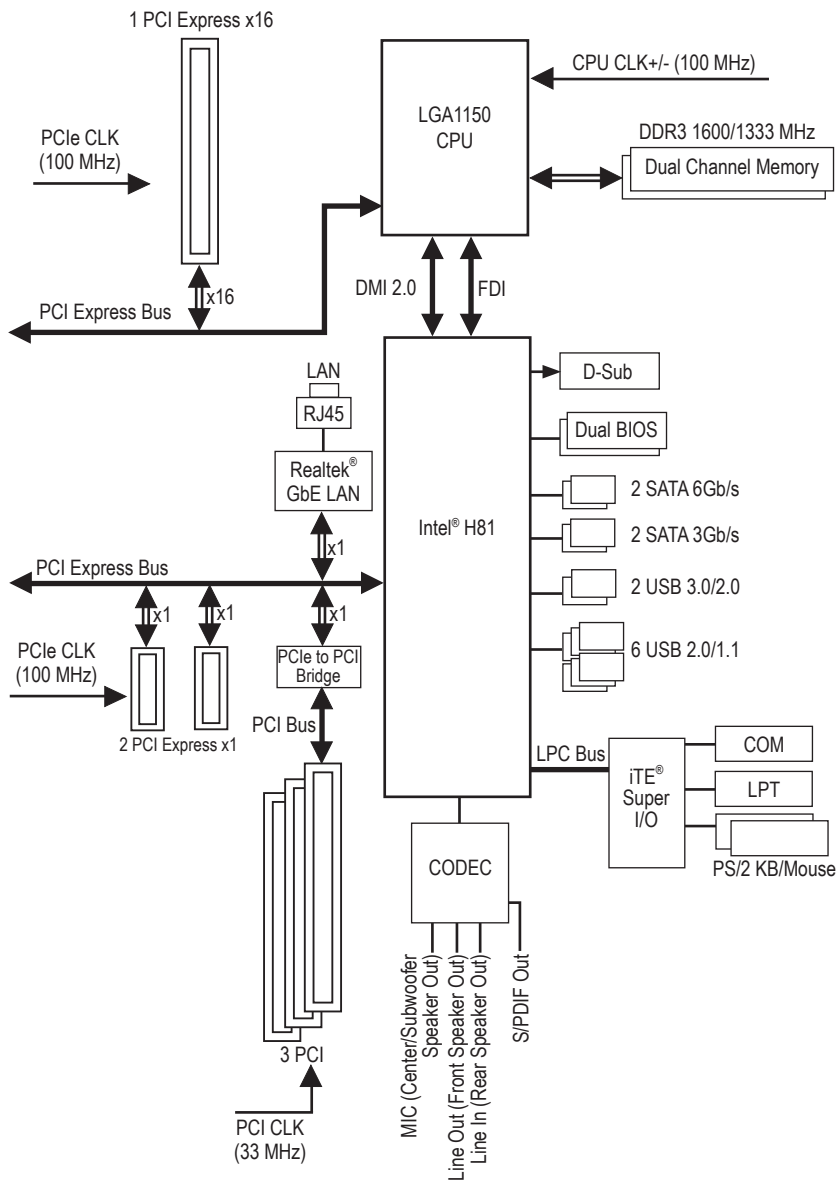 1 PCI Express x16
CPU CLK+/- (100 MHz)
LGA1150
CPU
DDR3 1600/1333 MHz
Dual Channel Memory
PCIe CLK
(100 MHz)
x16
PCI Express Bus
DMI 2.0
FDI
LAN
RJ45
Realtek®
GbE LAN
x1
Intel® H81
D-Sub
Dual BIOS
2 SATA 6Gb/s
2 SATA 3Gb/s
2 USB 3.0/2.0
6 USB 2.0/1.1
PCI Express Bus
x1
x1
x1
PCIe CLK
(100 MHz)
2 PCI Express x1
PCIe to PCI
Bridge
PCI Bus
LPC Bus
iTE®
Super
I/O
COM
LPT
PS/2 KB/Mouse
CODEC
3 PCI
PCI CLK
(33 MHz)
MIC (Center/Subwoofer
Speaker Out)
Line Out (Front Speaker Out)
Line In (Rear Speaker Out)
S/PDIF Out